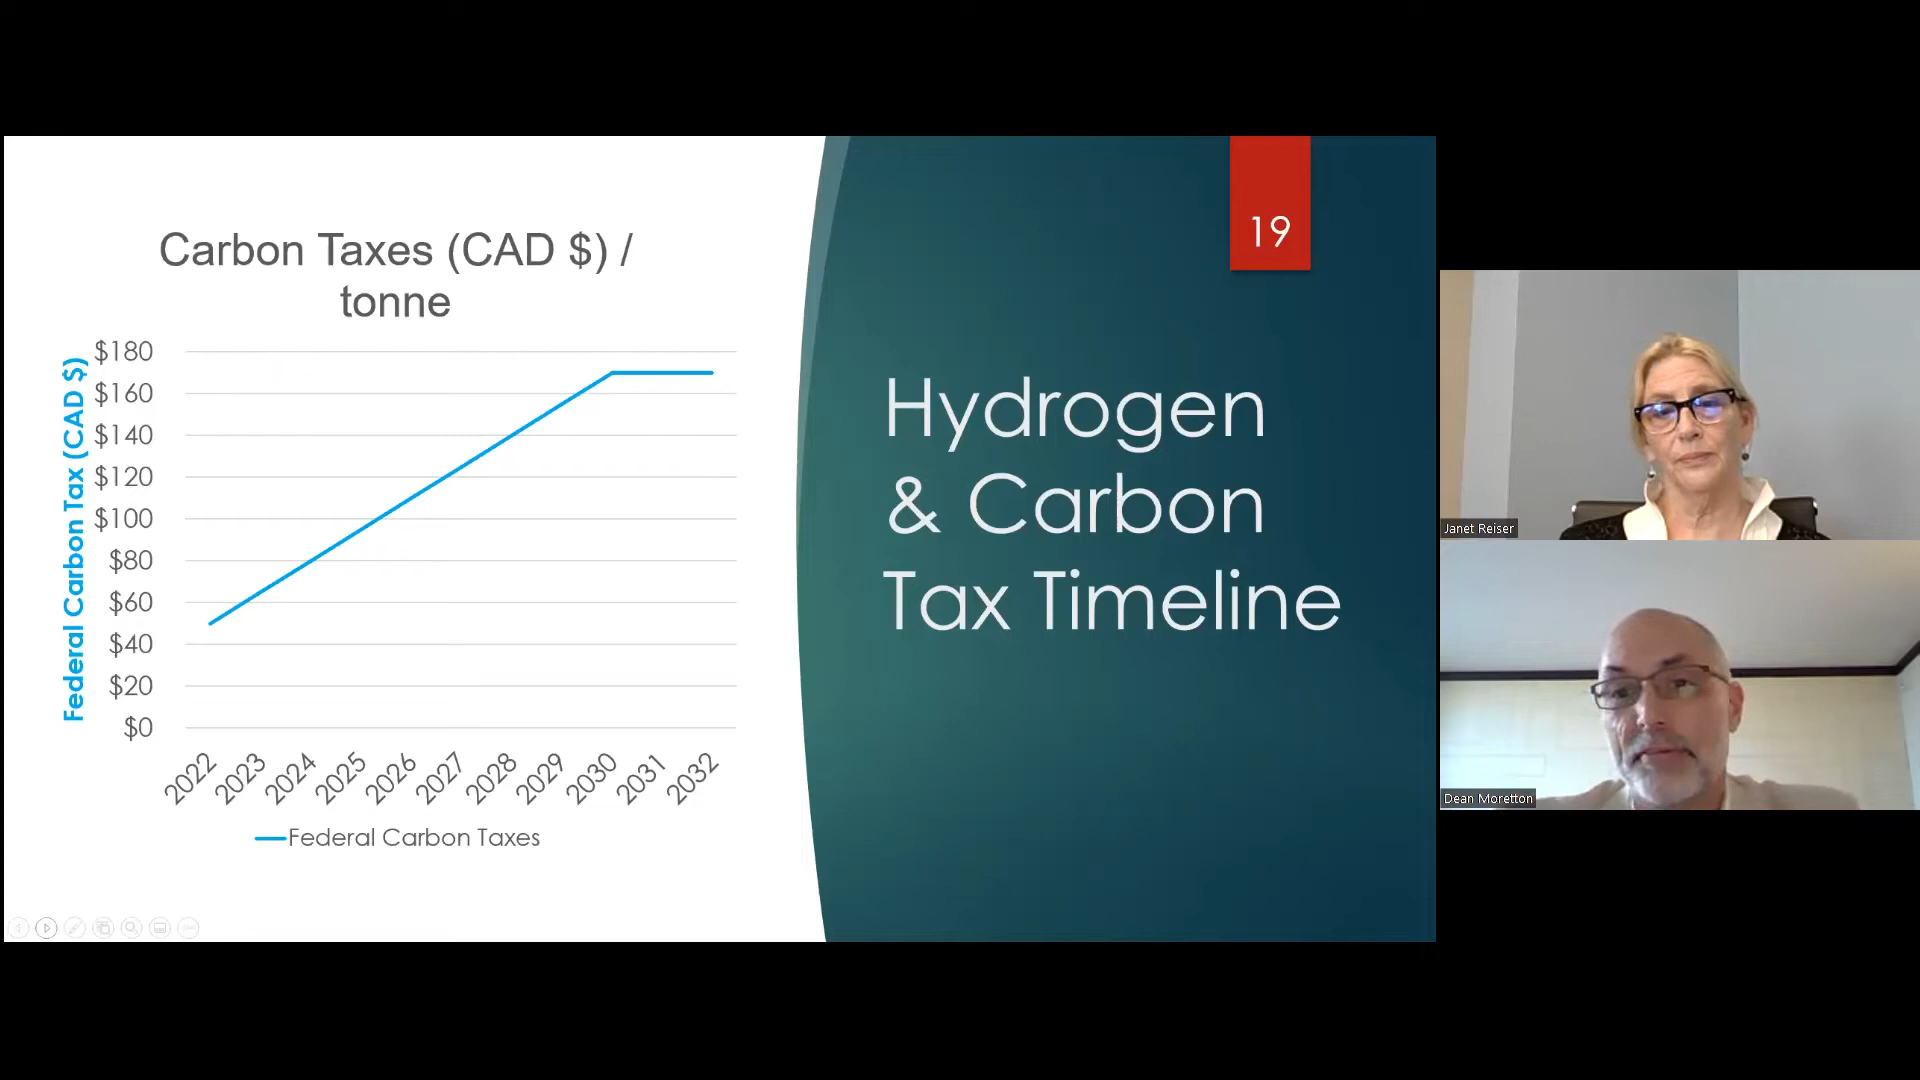 Carbon Taxes (CAD $) /
tonne
Federal Carbon Tax (CAD $)
$180
$160
$140
$120
$100
$80
$60
$40
$20
$0
2022 2023 2024 2025 2026 2027 2028 2029 2030 2031 2032
Federal Carbon Taxes
19
Hydrogen
& Carbon
Tax Timeline
Janet Reiser
Dean Moretton